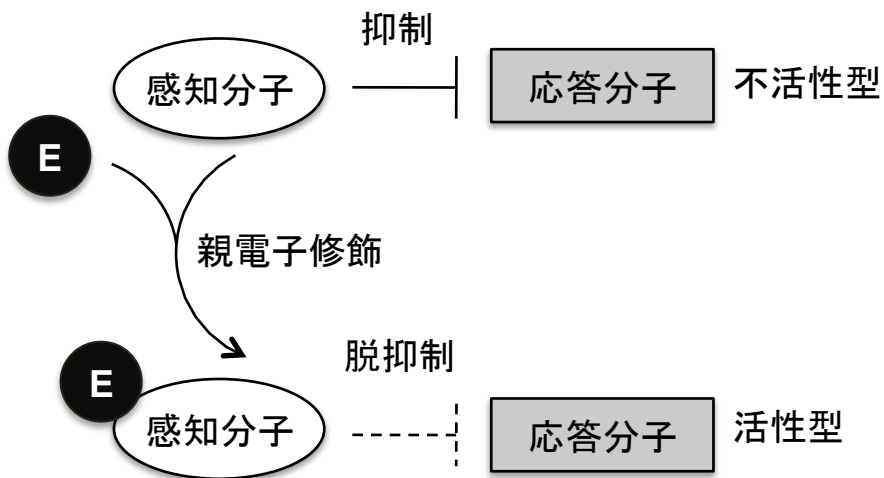 抑制
感知分子
応答分子
不活性型
E
親電子修飾
脱抑制
E
感知分子
応答分子
活性型